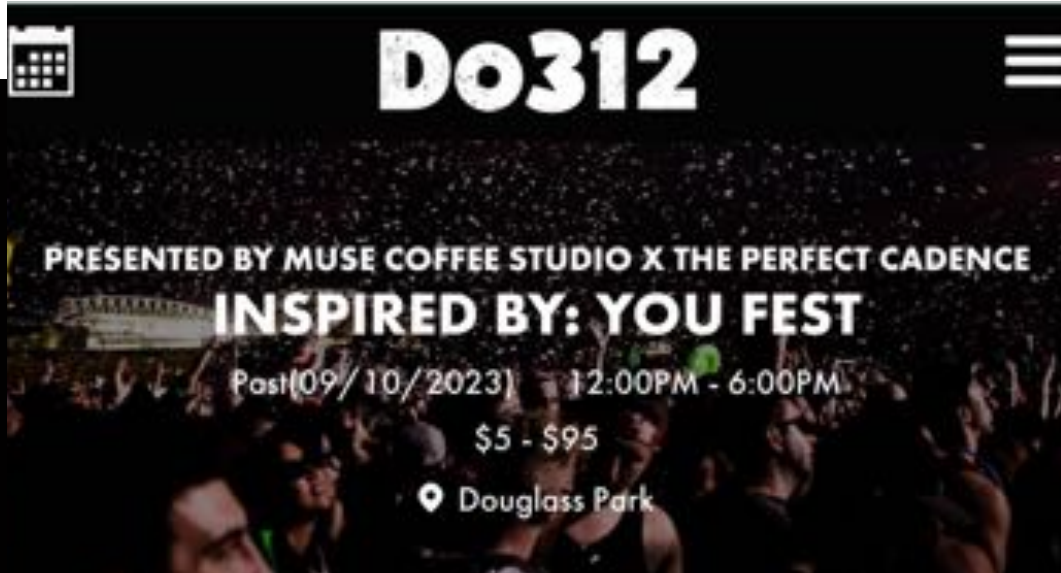 Do312
PRESENTED BY MUSE COFFEE STUDIO X THE PERFECT CADENCE
INSPIRED BY: YOU FEST
Past(09/10/2023) 12:00PM - 6:00PM
$5 - $95
Douglass Park